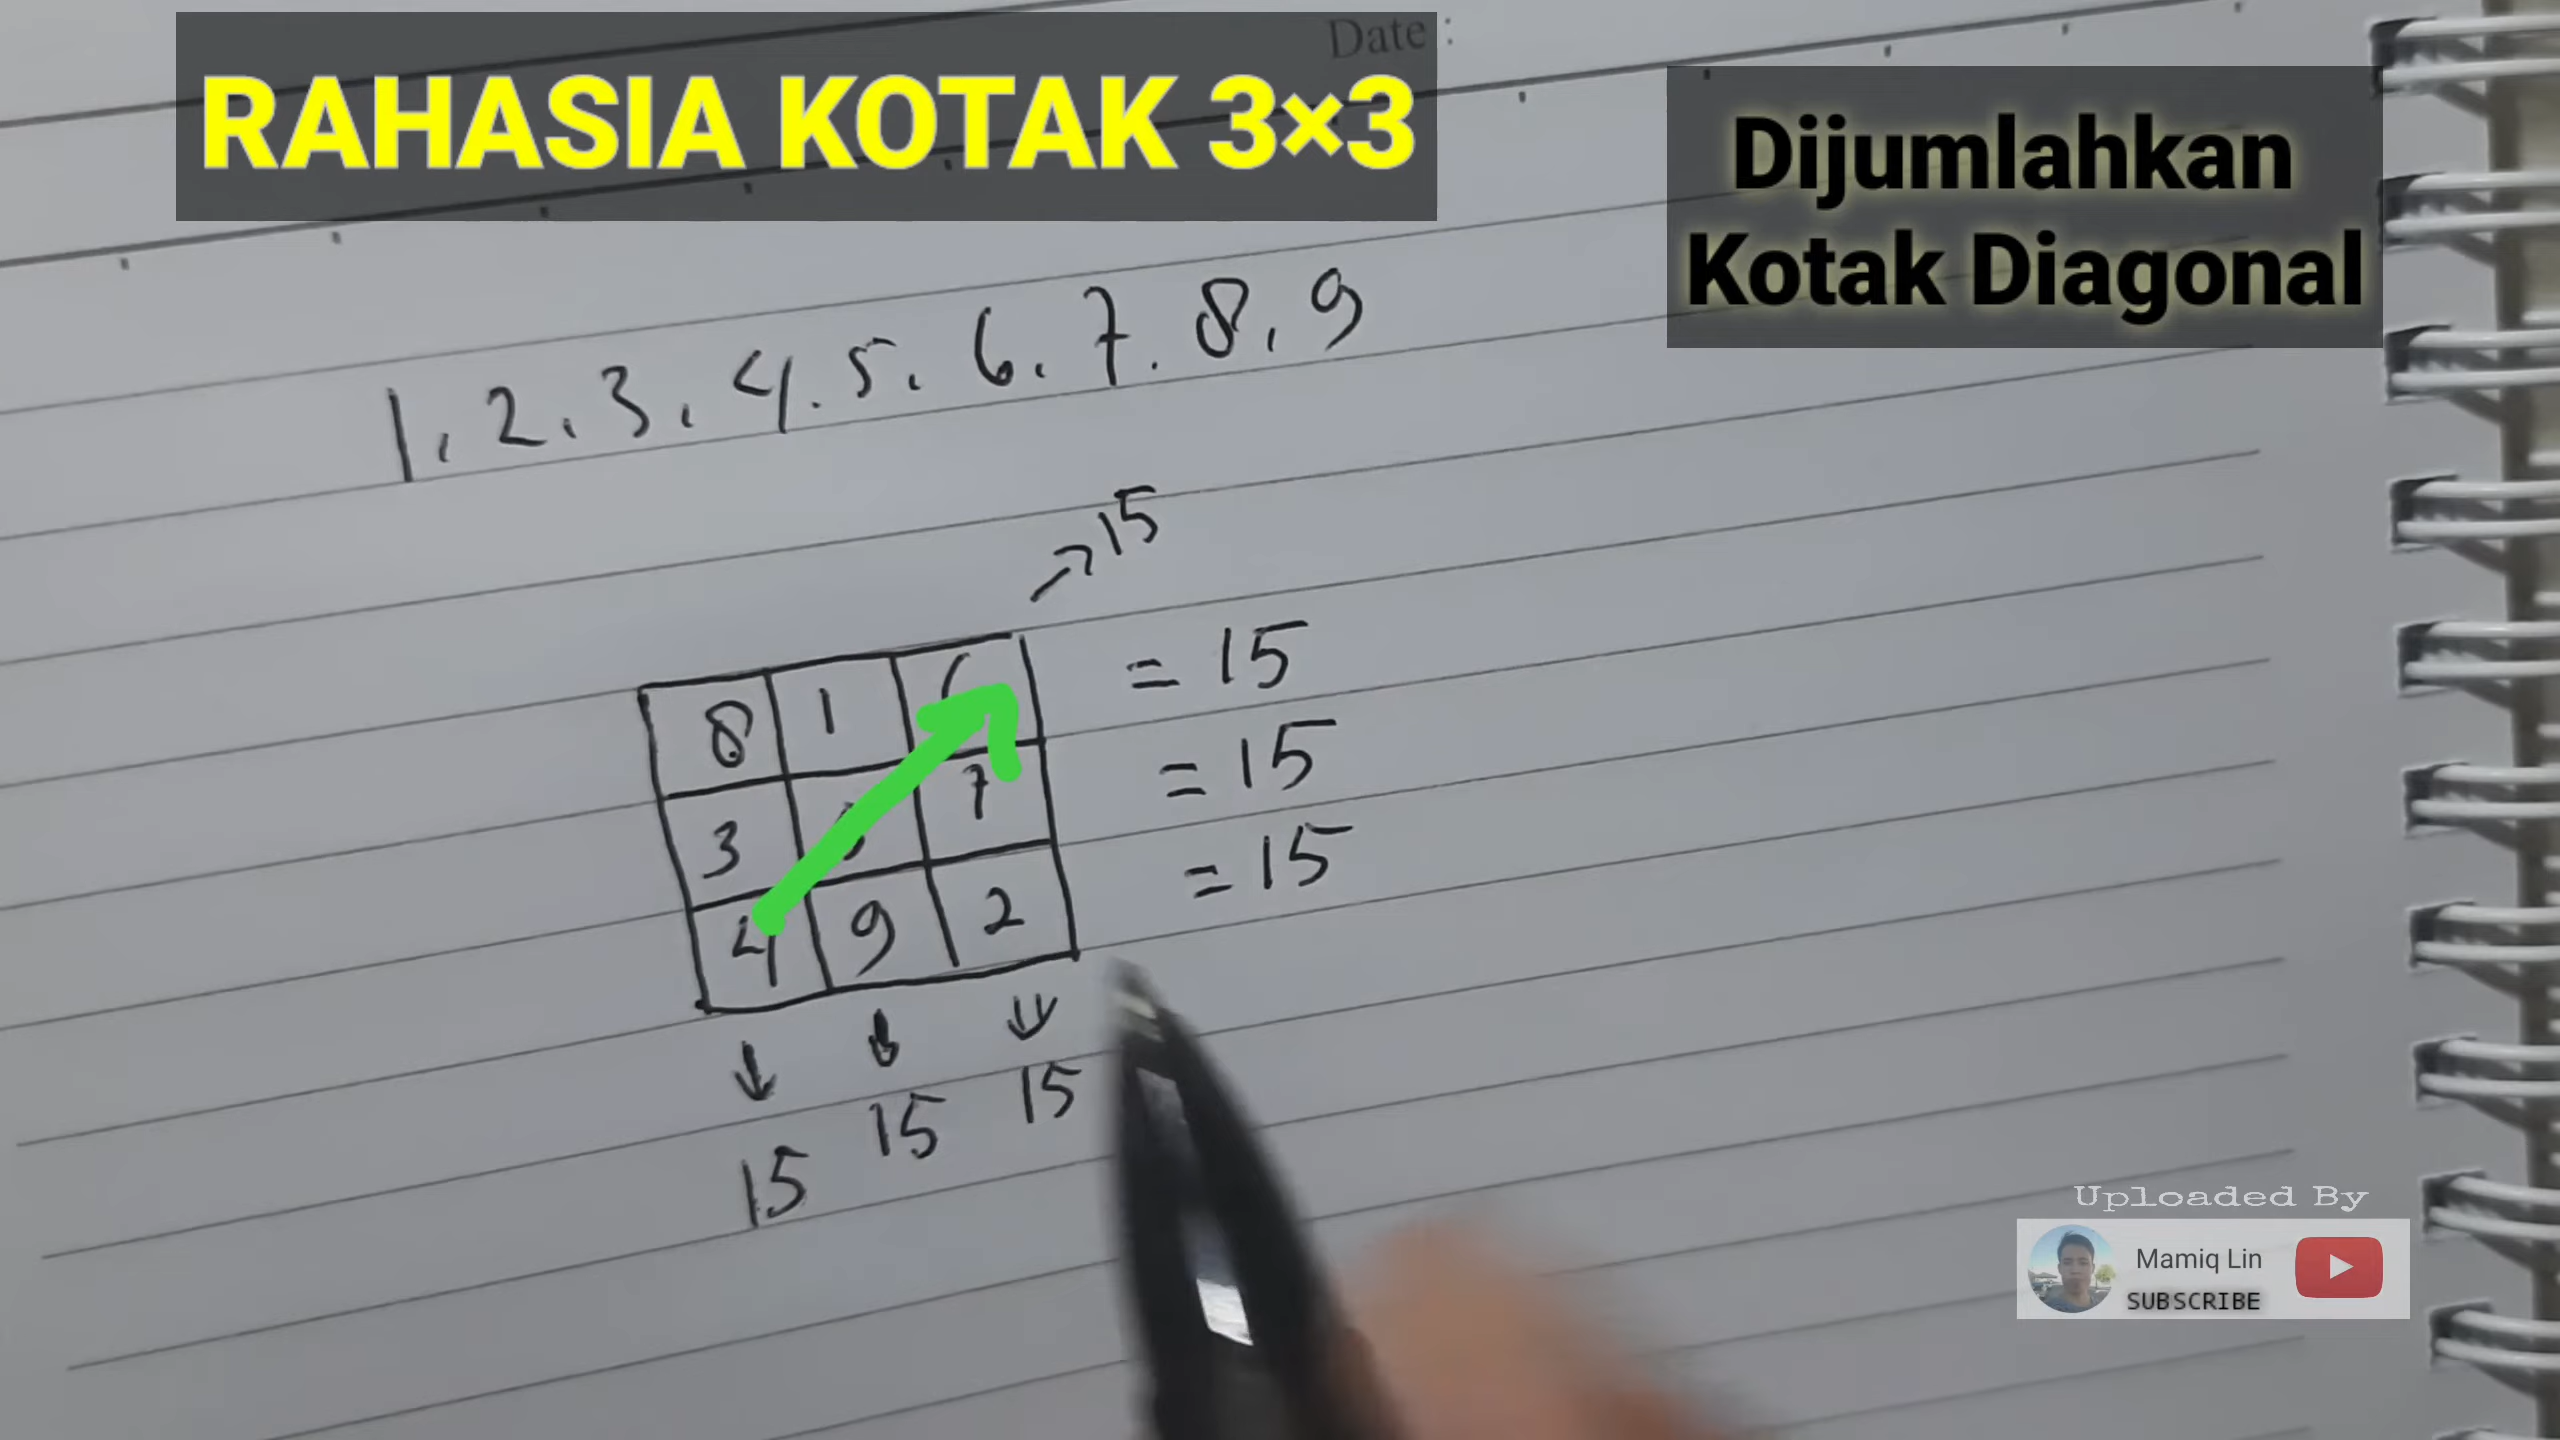 Date :
RAHASIA KOTAK 3×3
Dijumlahkan
Kotak Diagonal
1, 2, 3, 4. 5. 6. 7. 8, 9
15
8 1 = 15
3 7 = 15
4 9 2 = 15
15 15 15
Uploaded By
Mamiq Lin
SUBSCRIBE